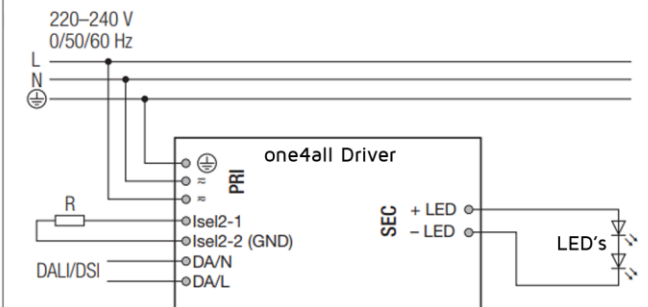 220–240 V
0/50/60 Hz
L
N
one4all Driver
≂
PRI
≂
R
Isel2-1
Isel2-2 (GND)
DALI/DSI
DA/N
DA/L
SEC
+ LED
– LED
LED's